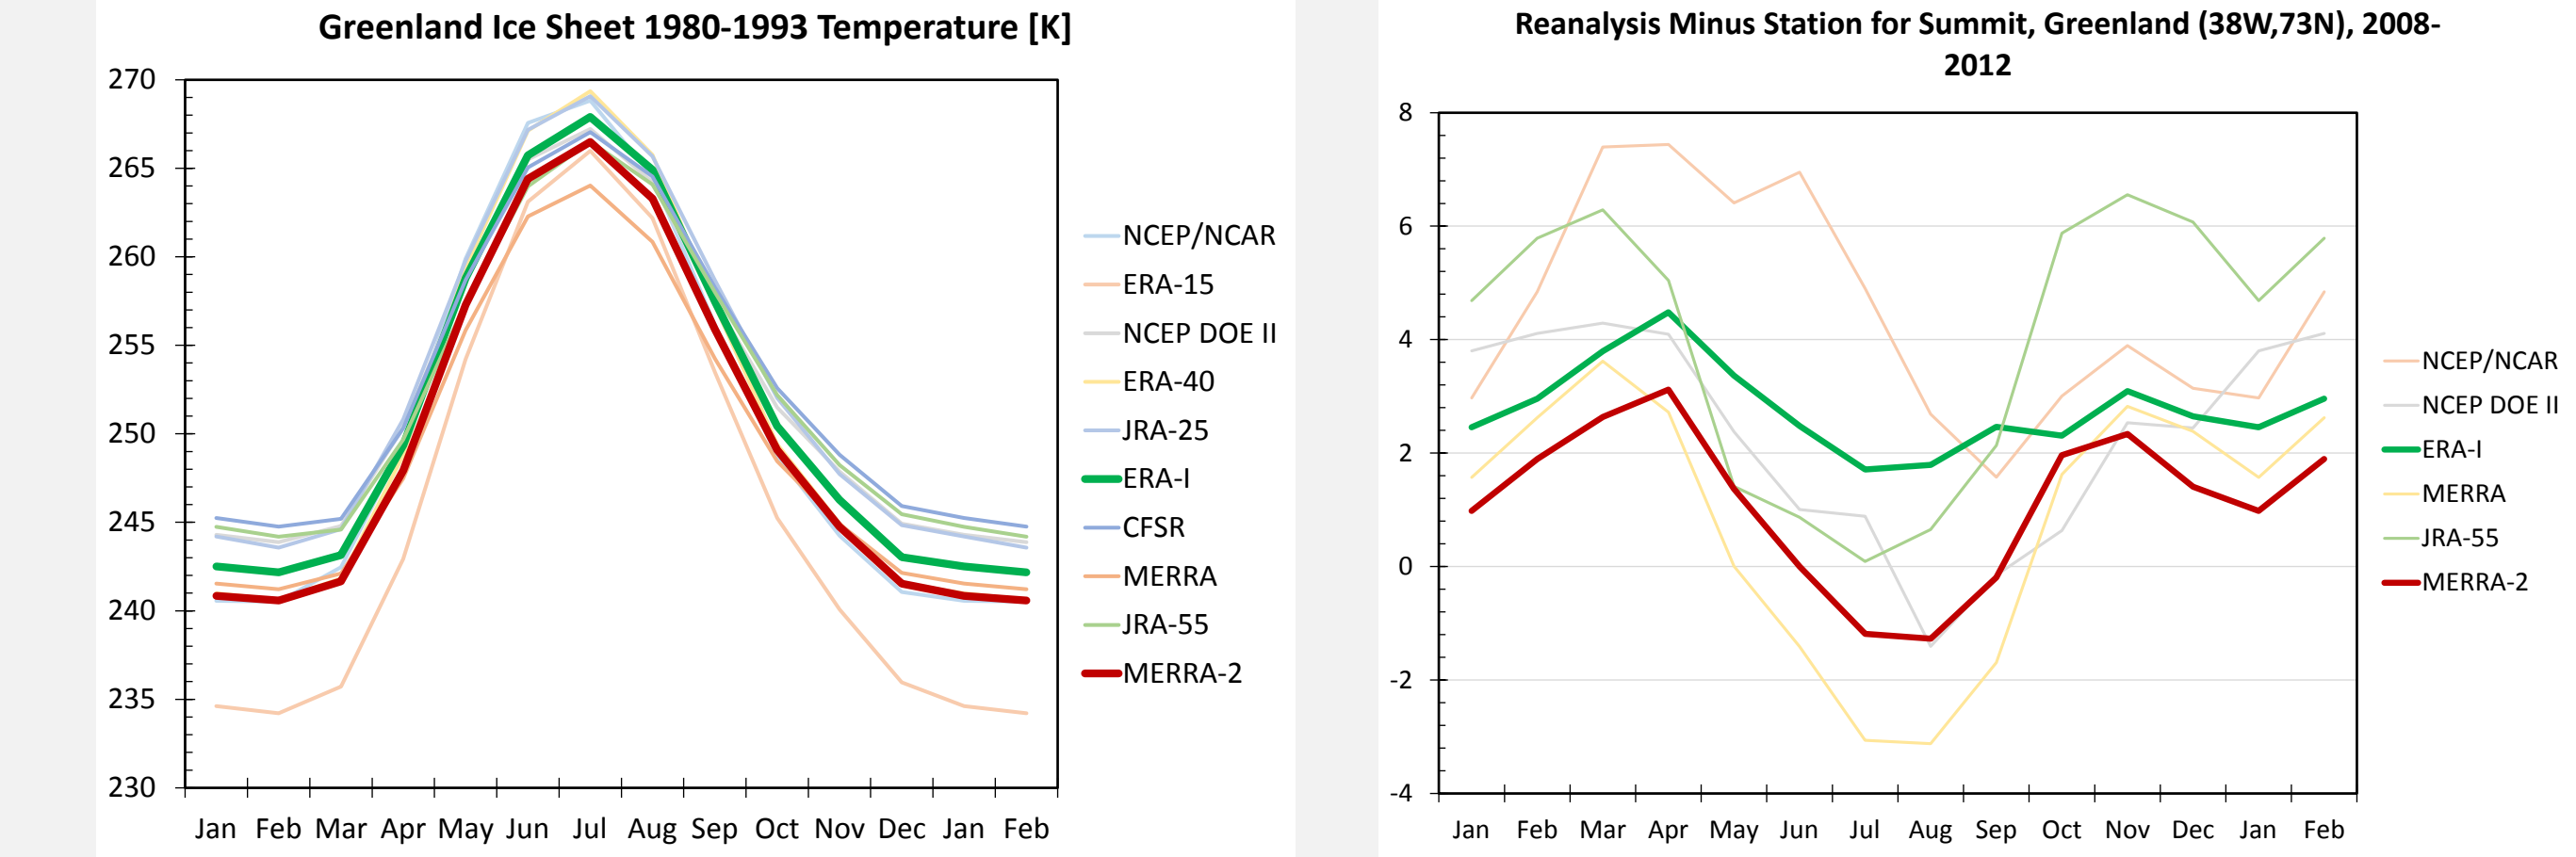 Greenland Ice Sheet 1980-1993 Temperature [K]
270
265
260
255
250
245
240
235
230
Jan Feb Mar Apr May Jun Jul Aug Sep Oct Nov Dec Jan Feb
NCEP/NCAR
ERA-15
NCEP DOE II
ERA-40
JRA-25
ERA-I
CFSR
MERRA
JRA-55
MERRA-2
Reanalysis Minus Station for Summit, Greenland (38W,73N), 2008-
2012
8
6
4
2
0
-2
-4
Jan Feb Mar Apr May Jun Jul Aug Sep Oct Nov Dec Jan Feb
NCEP/NCAR
NCEP DOE II
ERA-I
MERRA
JRA-55
MERRA-2